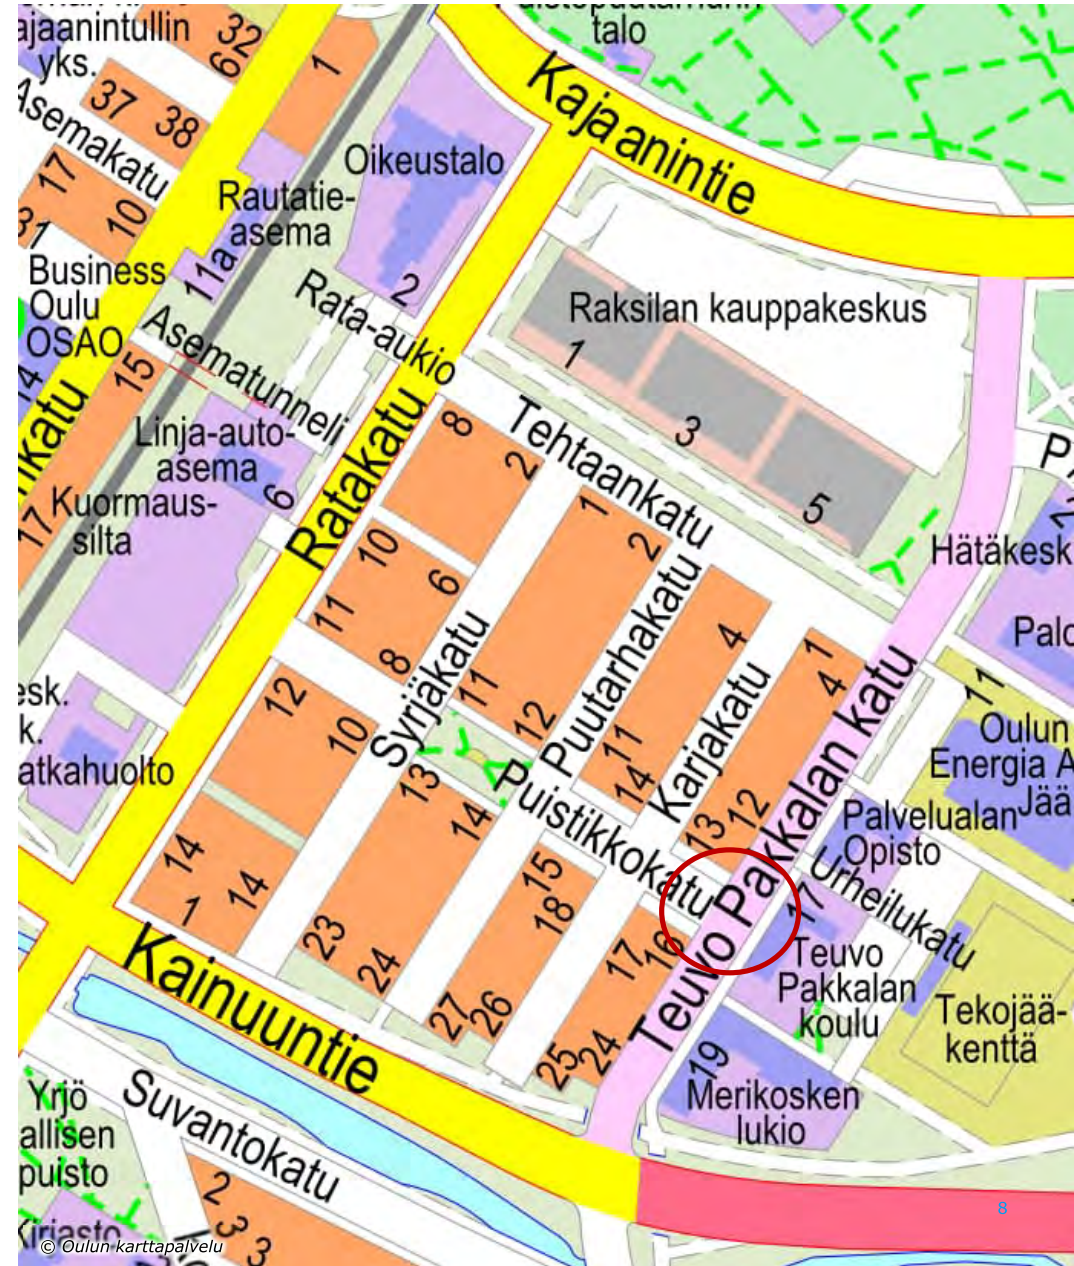 ajaanintullin
yks.
32
6
1
talo
37
38
Kajaanintie
Asemakatu
17
10
31
Oikeustalo
Rautatie-
asema
11a
2
Business
Oulu
OSAO
14
Rata-aukio
Raksilan kauppakeskus
1
3
5
Asematunneli
15
Linja-auto-
asema
6
Kuormaus-
silta
17
Ratakatu
8
2
Tehtaankatu
1
2
10
6
11
8
Hätäkesk
Palo
Syrjäkatu
11
12
Puutarhakatu
4
11
14
Karjakatu
1
4
13
12
Teuvo Pakkalan katu
11
Oulun
Energia A
Jää
Palvelualan
Opisto
Urheilukatu
esk.
k.
atkahuolto
12
10
13
14
Puistikkokatu
14
14
1
23
24
15
18
27
26
17
16
25
24
17
Teuvo
Pakkalan
koulu
Tekojää-
kenttä
19
Merikosken
lukio
Kainuuntie
Suvantokatu
Yrjö
allisen
puisto
2
3
3
Kirjasto
8
© Oulun karttapalvelu